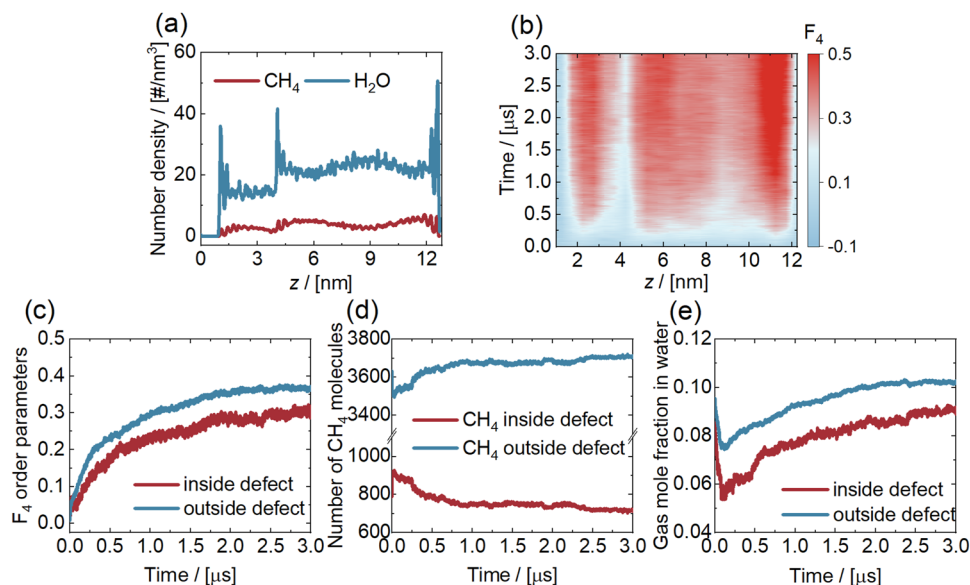 (a)
Number density / [#/nm³]
60
40
20
0
CH₄
H₂O
0
3
6
9
12
z / [nm]
(b)
Time / [μs]
3.0
2.5
2.0
1.5
1.0
0.5
0.0
2
4
6
8
10
12
z / [nm]
F₄
0.5
0.3
0.1
-0.1
(c)
F₄ order parameters
0.5
0.4
0.3
0.2
0.1
0.0
inside defect
outside defect
0.0
0.5
1.0
1.5
2.0
2.5
3.0
Time / [μs]
(d)
Number of CH₄ molecules
3800
3600
3400
1000
800
600
CH₄ inside defect
CH₄ outside defect
0.0
0.5
1.0
1.5
2.0
2.5
3.0
Time / [μs]
(e)
Gas mole fraction in water
0.12
0.10
0.08
0.06
0.04
inside defect
outside defect
0.0
0.5
1.0
1.5
2.0
2.5
3.0
Time / [μs]